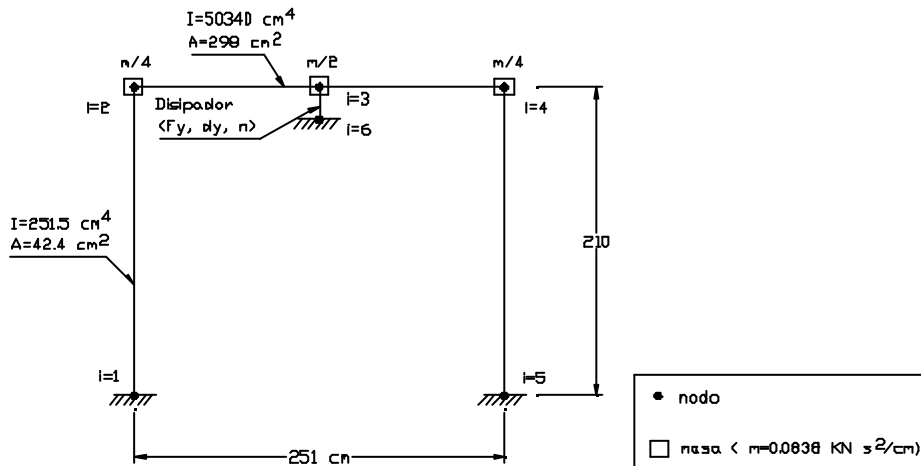 I=50340 cm4
A=298 cm2
m/4
m/2
m/4
i=2
Disipador
(Fy, dy, n)
i=3
i=6
i=4
I=251.5 cm4
A=42.4 cm2
210
i=1
i=5
251 cm
nodo
masa ( m=0.0838 KN s2/cm)